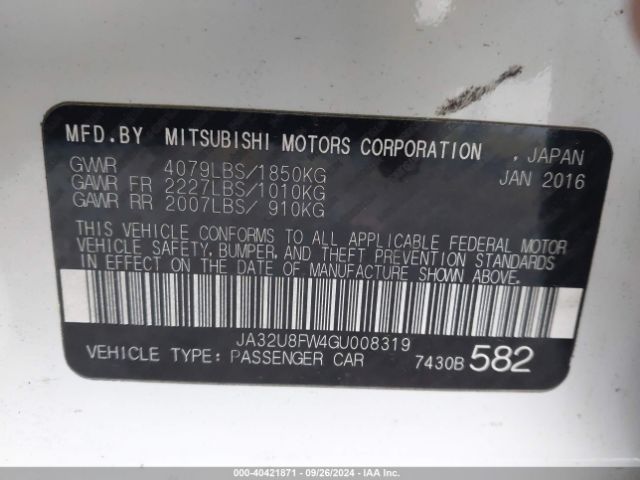 MFD.BY MITSUBISHI MOTORS CORPORATION , JAPAN
GVWR 4079LBS/1850KG JAN 2016
GAWR FR 2227LBS/1010KG
GAWR RR 2007LBS/ 910KG
THIS VEHICLE CONFORMS TO ALL APPLICABLE FEDERAL MOTOR
VEHICLE SAFETY, BUMPER, AND THEFT PREVENTION STANDARDS
IN EFFECT ON THE DATE OF MANUFACTURE SHOWN ABOVE.
JA32U8FW4GU008319
VEHICLE TYPE: PASSENGER CAR 7430B 582
000-40421871 - 09/26/2024 - IAA Inc.